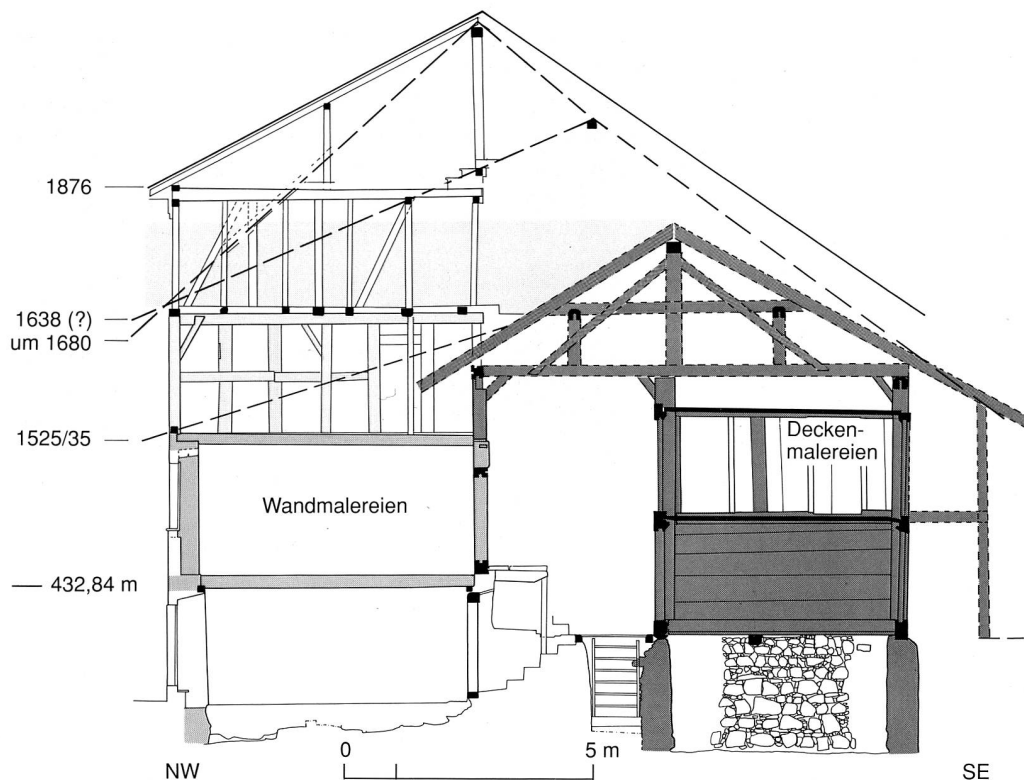 1876
1638 (?)
um 1680
1525/35
Decken-
malereien
Wandmalereien
432,84 m
0
5 m
NW
SE